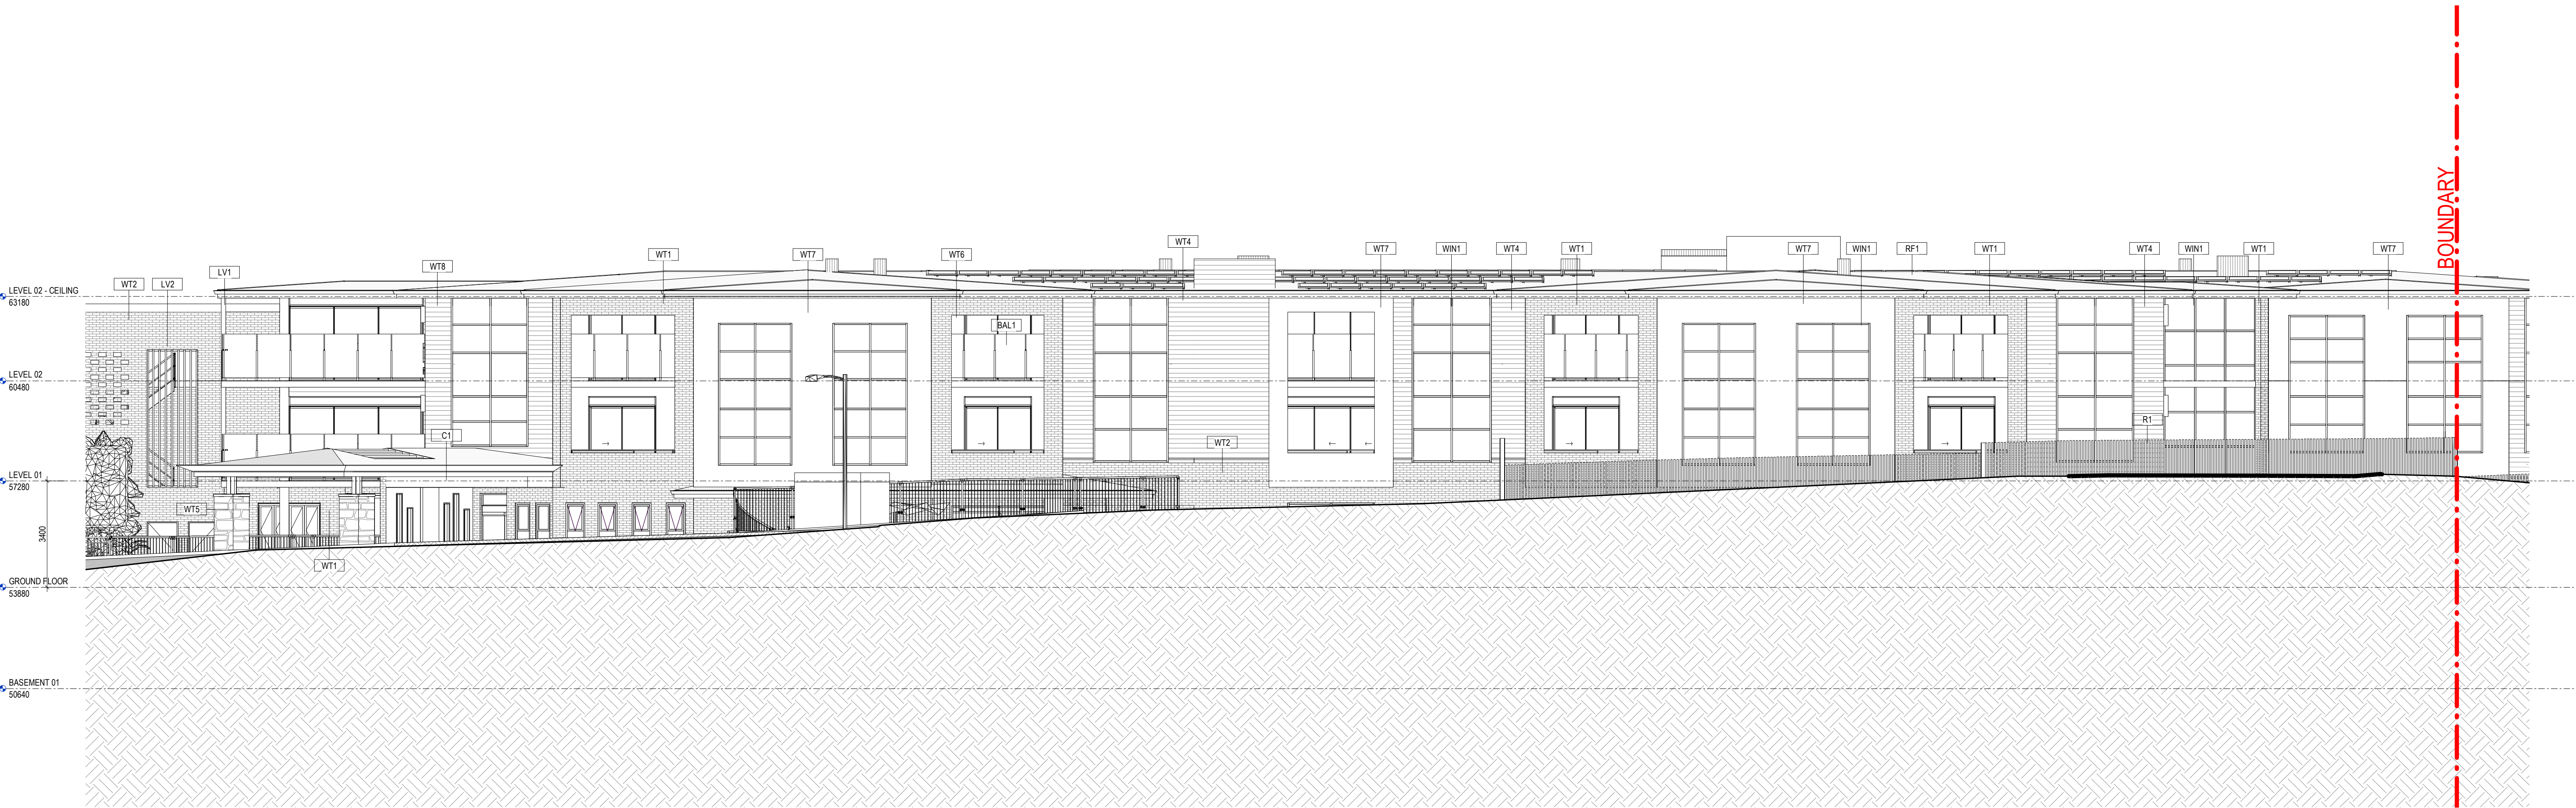 BOUNDARY
WT4
WT1
WT7
WT6
WT7
WIN1
WT4
WT1
WT7
WIN1
RF1
WT1
WT4
WIN1
WT1
WT7
WT8
LV1
WT2
LV2
LEVEL 02 - CEILING
63180
BAL1
LEVEL 02
60480
R1
C1
WT2
LEVEL 01
57280
WT5
3400
WT1
GROUND FLOOR
53880
BASEMENT 01
50640